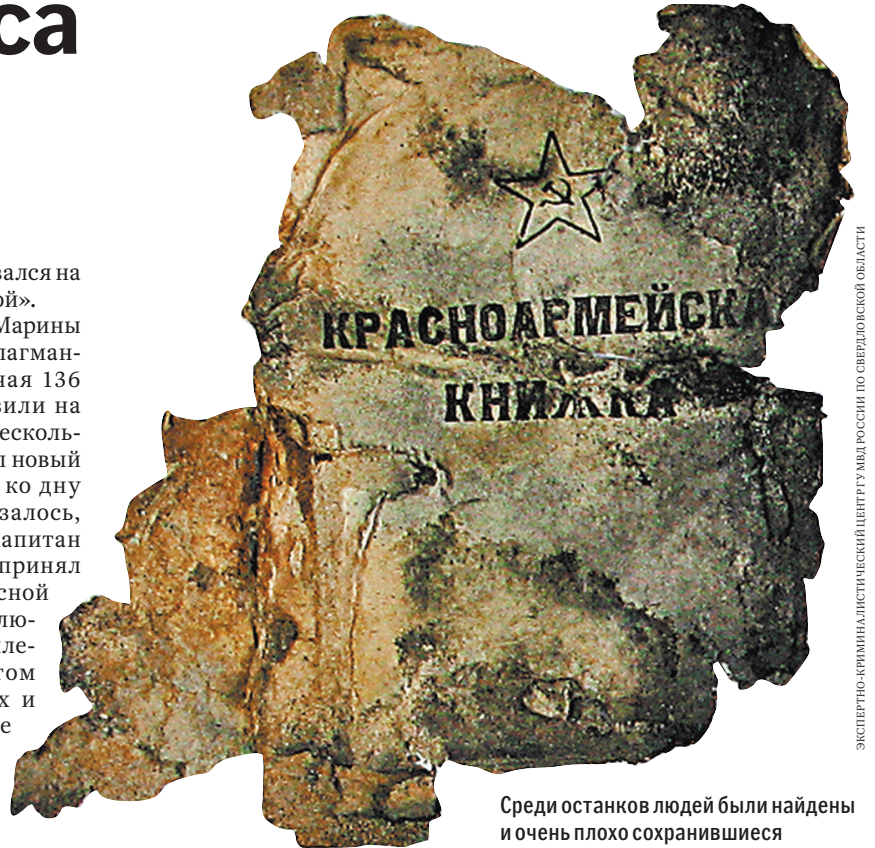 са
вался на
ой».
Марины
лагман-
ная 136
вили на
есколь-
л новый
ко дну
залось,
апитан
принял
сной
лю-
ле-
том
х и
е
КРАСНОАРМЕЙСКА
КНИЖКА
ЭКСПЕРТНО-КРИМИНАЛИСТИЧЕСКИЙ ЦЕНТР ГУ МВД РОССИИ ПО СВЕРДЛОВСКОЙ ОБЛАСТИ
Среди останков людей были найдены
и очень плохо сохранившиеся